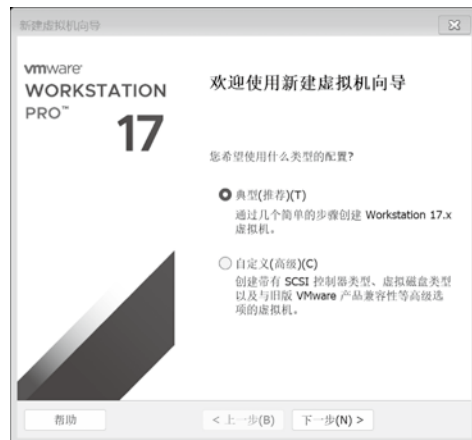 新建虚拟机向导
vmware
WORKSTATION
PRO™
17
欢迎使用新建虚拟机向导
您希望使用什么类型的配置?
典型(推荐)(T)
通过几个简单的步骤创建 Workstation 17.x
虚拟机。
自定义(高级)(C)
创建带有 SCSI 控制器类型、虚拟磁盘类型
以及与旧版 VMware 产品兼容性等高级选
项的虚拟机。
帮助
< 上一步(B)
下一步(N) >